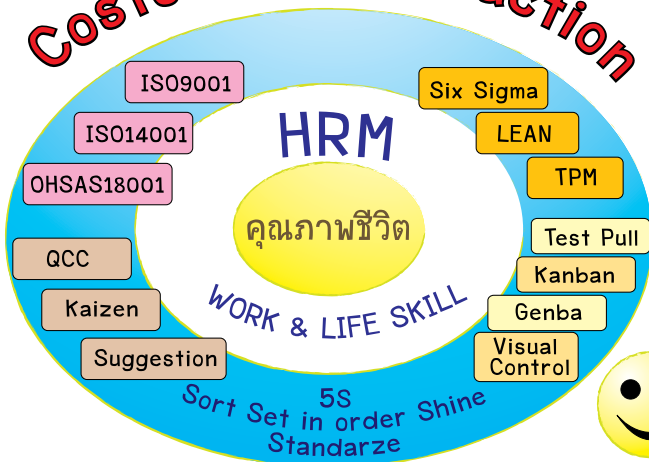 ISO9001
ISO14001
OHSAS18001
QCC
Kaizen
Suggestion
HRM
คุณภาพชีวิต
WORK & LIFE SKILL
Six Sigma
LEAN
TPM
Test Pull
Kanban
Genba
Visual
Control
5S
Sort Set in order Shine
Standarze